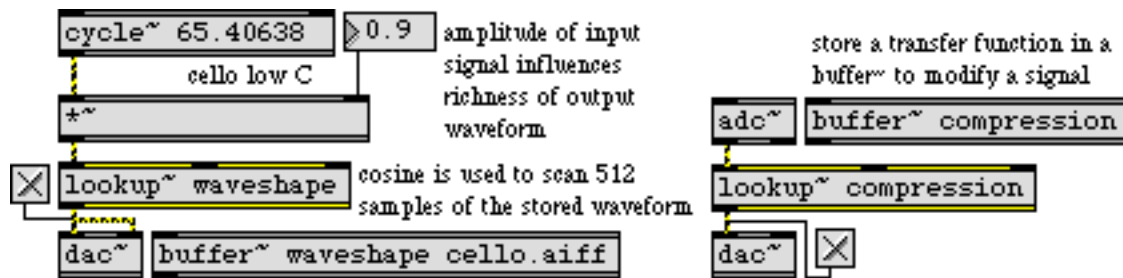 cycle~ 65.40638
0.9
amplitude of input
signal influences
richness of output
waveform
cello low C
*~
lookup~ waveshape
cosine is used to scan 512
samples of the stored waveform
dac~
buffer~ waveshape cello.aiff
store a transfer function in a
buffer~ to modify a signal
adc~
buffer~ compression
lookup~ compression
dac~